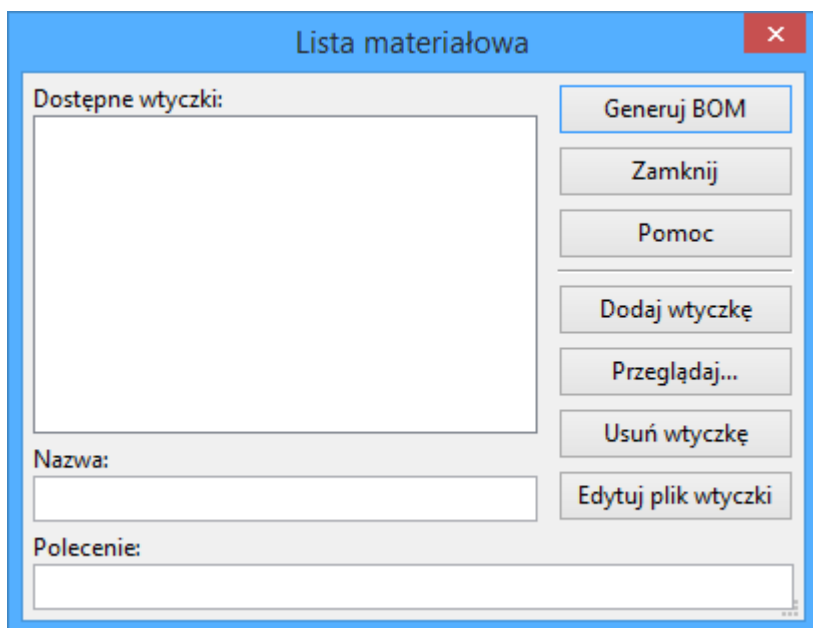 Lista materiałowa
Dostępne wtyczki:
Generuj BOM
Zamknij
Pomoc
Dodaj wtyczkę
Przeglądaj...
Usuń wtyczkę
Nazwa:
Edytuj plik wtyczki
Polecenie: